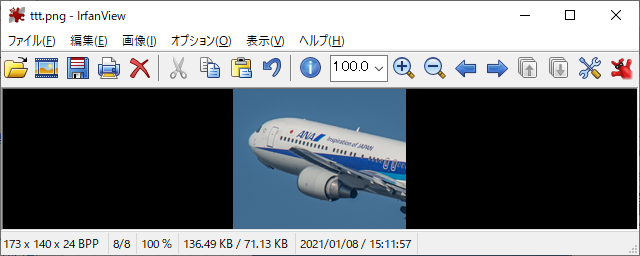 ttt.png - IrfanView
ファイル(F) 編集(E) 画像(I) オプション(O) 表示(V) ヘルプ(H)
100.0
ANA Inspiration of JAPAN
173 x 140 x 24 BPP 8/8 100 % 136.49 KB / 71.13 KB 2021/01/08 / 15:11:57